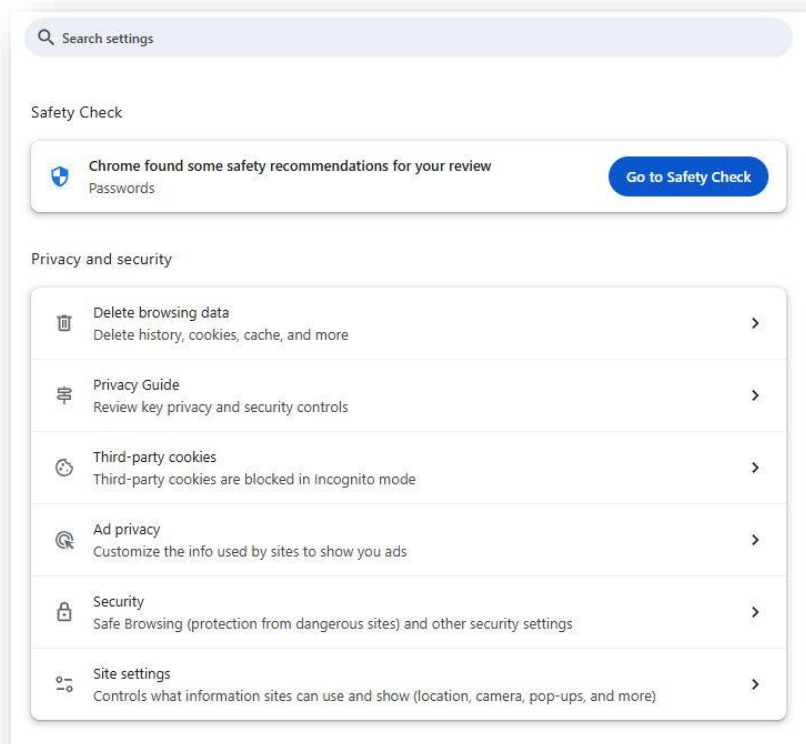 Search settings
Safety Check
Chrome found some safety recommendations for your review
Passwords
Go to Safety Check
Privacy and security
Delete browsing data
Delete history, cookies, cache, and more
Privacy Guide
Review key privacy and security controls
Third-party cookies
Third-party cookies are blocked in Incognito mode
Ad privacy
Customize the info used by sites to show you ads
Security
Safe Browsing (protection from dangerous sites) and other security settings
Site settings
Controls what information sites can use and show (location, camera, pop-ups, and more)